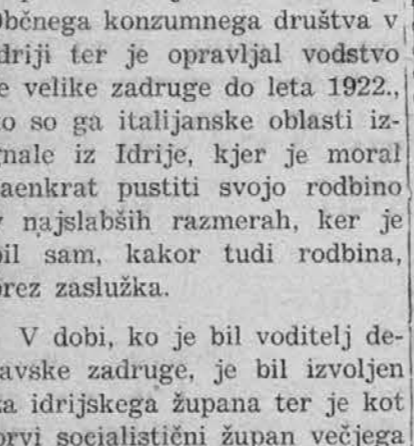 Občnega konzumnega društva v
driji ter je opravljal vodstvo
e velike zadruge do leta 1922.,
o so ga italijanske oblasti iz-
gnale iz Idrije, kjer je moral
aenkrat pustiti svojo rodbino
v najslabših razmerah, ker je
bil sam, kakor tudi rodbina,
brez zaslužka.
V dobi, ko je bil voditelj de-
avske zadruge, je bil izvoljen
za idrijskega župana ter je kot
prvi socialistični župan večjega